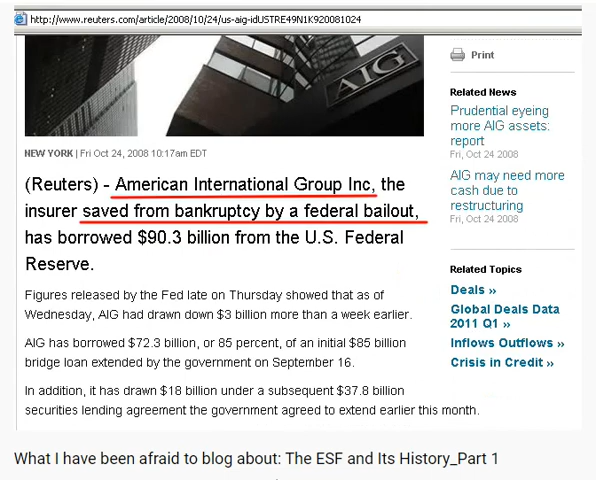 http://www.reuters.com/article/2008/10/24/us-aig-idUSTRE49N1K920081024
AIG
Print
Related News
Prudential eyeing
more AIG assets:
report
Fri, Oct 24 2008
AIG may need more
cash due to
restructuring
Fri, Oct 24 2008
Related Topics
Deals »
Global Deals Data
2011 Q1 »
Inflows Outflows »
Crisis in Credit »
NEW YORK | Fri Oct 24, 2008 10:17am EDT
(Reuters) - American International Group Inc, the
insurer saved from bankruptcy by a federal bailout,
has borrowed $90.3 billion from the U.S. Federal
Reserve.
Figures released by the Fed late on Thursday showed that as of
Wednesday, AIG had drawn down $3 billion more than a week earlier.
AIG has borrowed $72.3 billion, or 85 percent, of an initial $85 billion
bridge loan extended by the government on September 16.
In addition, it has drawn $18 billion under a subsequent $37.8 billion
securities lending agreement the government agreed to extend earlier this month.
What I have been afraid to blog about: The ESF and Its History_Part 1